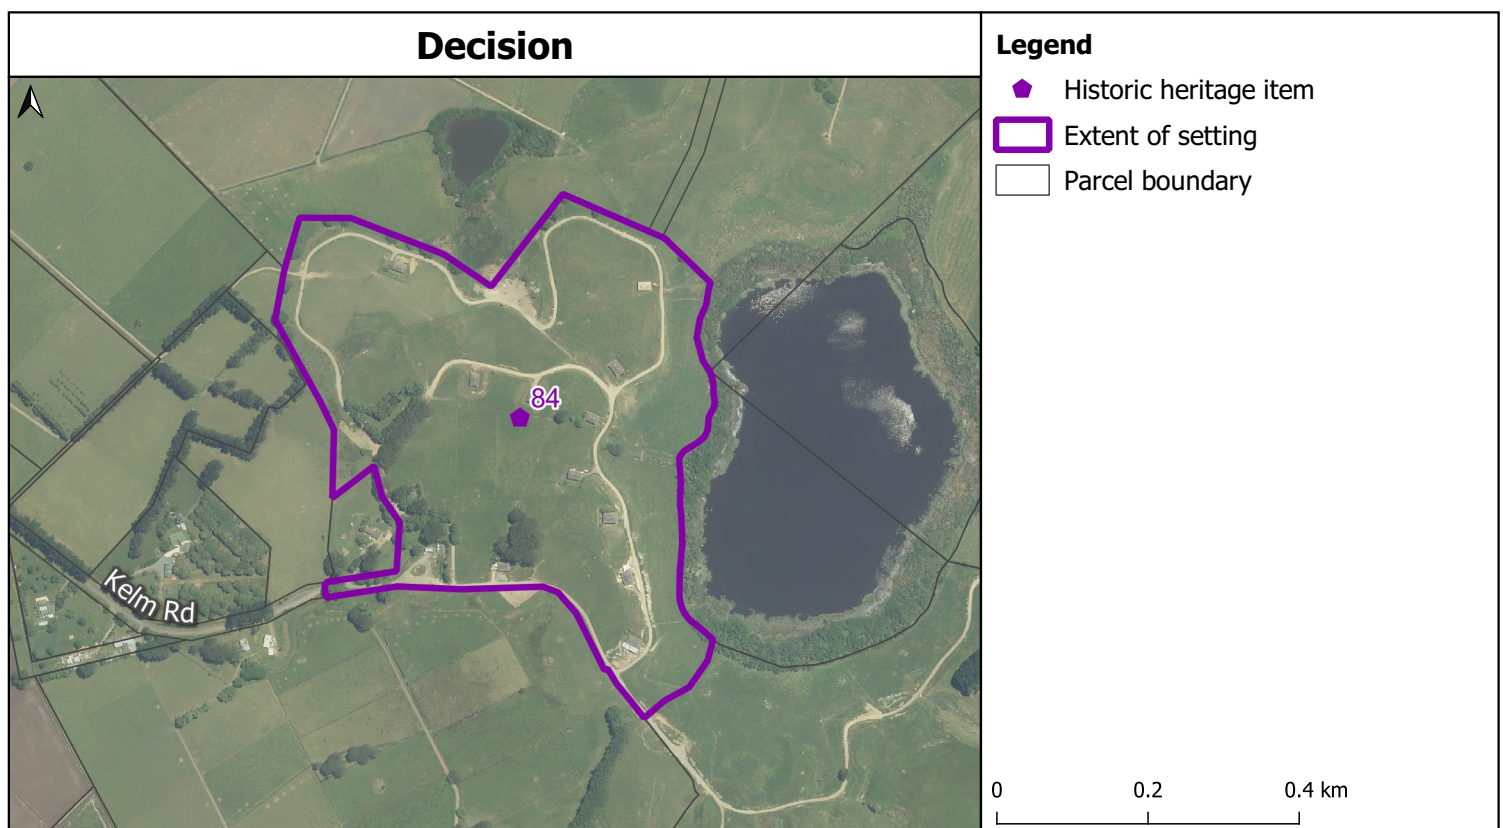 Decision
84
Kelm Rd
Legend
Historic heritage item
Extent of setting
Parcel boundary
0 0.2 0.4 km